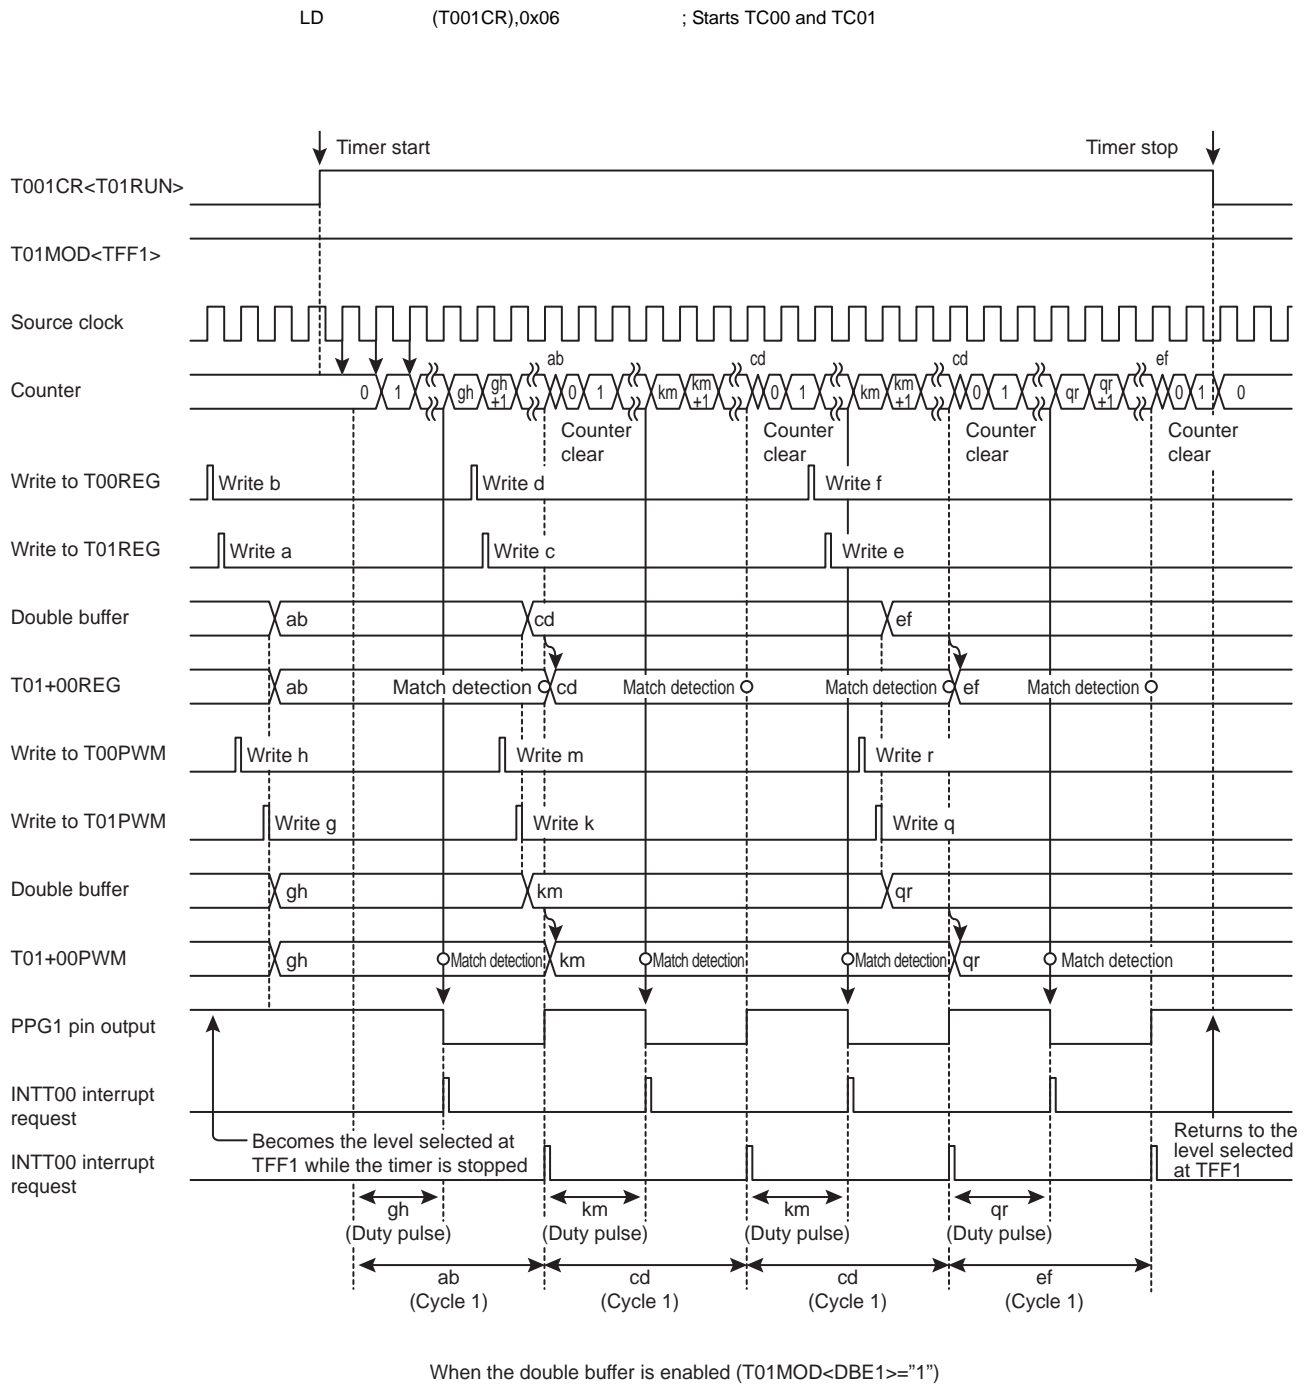 LD (T001CR),0x06 ; Starts TC00 and TC01
Timer start
Timer stop
T001CR<T01RUN>
T01MOD<TFF1>
Source clock
ab cd cd ef
Counter
0 1 gh gh +1 0 1 km km +1 0 1 km km +1 0 1 qr qr +1 0 1 0
Counter clear
Counter clear
Counter clear
Counter clear
Write to T00REG
Write b
Write d
Write f
Write to T01REG
Write a
Write c
Write e
Double buffer
ab
cd
ef
T01+00REG
ab
Match detection
cd
Match detection
Match detection
ef
Match detection
Write to T00PWM
Write h
Write m
Write r
Write to T01PWM
Write g
Write k
Write q
Double buffer
gh
km
qr
T01+00PWM
gh
Match detection
km
Match detection
Match detection
qr
Match detection
PPG1 pin output
INTT00 interrupt
request
Becomes the level selected at
TFF1 while the timer is stopped
Returns to the
level selected
at TFF1
INTT00 interrupt
request
gh
(Duty pulse)
km
(Duty pulse)
km
(Duty pulse)
qr
(Duty pulse)
ab
(Cycle 1)
cd
(Cycle 1)
cd
(Cycle 1)
ef
(Cycle 1)
When the double buffer is enabled (T01MOD<DBE1>=”1”)